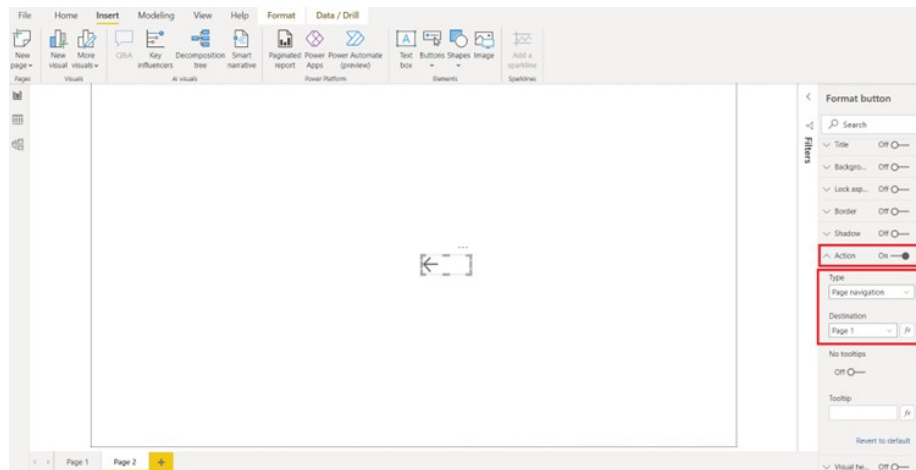 File Home Insert Modeling View Help Format Data / Drill
New page
New visual
More visuals
Q&A
Key influencers
Decomposition tree
Smart narrative
Paginated report
Power Apps
Power Automate (preview)
Text box
Buttons
Shapes
Image
Add a sparkline
Pages Visuals AI visuals Power Platform Elements Sparklines
Filters
Format button
Search
Title Off
Backgro... Off
Lock asp... Off
Border Off
Shadow Off
Action On
Type
Page navigation
Destination
Page 1 fx
No tooltips
Off
Tooltip
fx
Revert to default
Visual he... Off
Page 1 Page 2 +